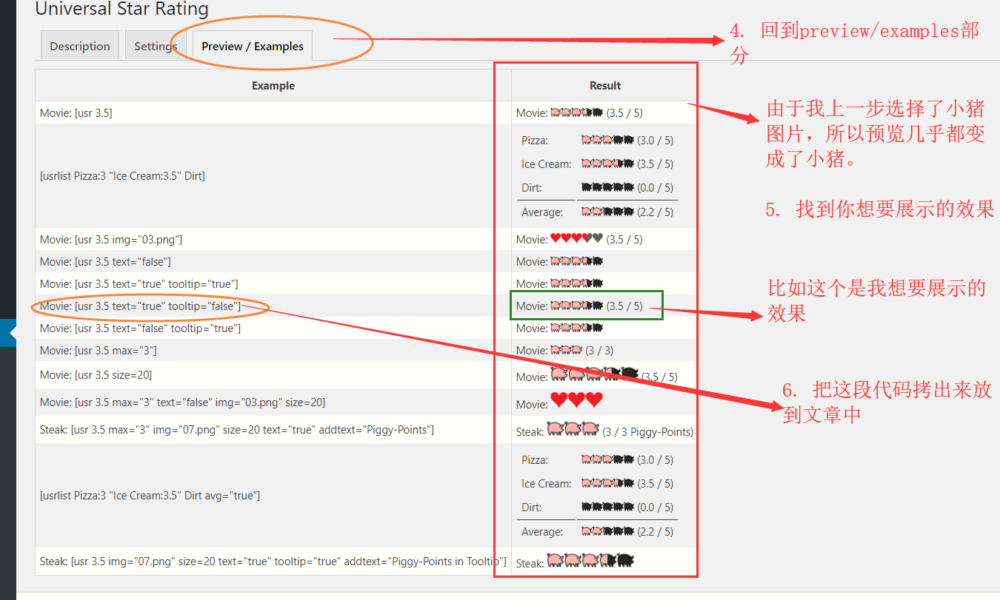 Universal Star Rating
Description
Settings
Preview / Examples
4. 回到preview/examples部
分
Example
Result
Movie: [usr 3.5]
Movie: (3.5 / 5)
由于我上一步选择了小猪
图片，所以预览几乎都变
成了小猪。
[usrlist Pizza:3 "Ice Cream:3.5" Dirt]
Pizza: (3.0 / 5)
Ice Cream: (3.5 / 5)
Dirt: (0.0 / 5)
Average: (2.2 / 5)
5. 找到你想要展示的效果
Movie: [usr 3.5 img="03.png"]
Movie: (3.5 / 5)
Movie: [usr 3.5 text="false"]
Movie:
Movie: [usr 3.5 text="true" tooltip="true"]
Movie:
比如这个是我想要展示的
效果
Movie: [usr 3.5 text="true" tooltip="false"]
Movie: (3.5 / 5)
Movie: [usr 3.5 text="false" tooltip="true"]
Movie:
Movie: [usr 3.5 max="3"]
Movie: (3 / 3)
Movie: [usr 3.5 size=20]
Movie: (3.5 / 5)
6. 把这段代码拷出来放
到文章中
Movie: [usr 3.5 max="3" text="false" img="03.png" size=20]
Movie:
Steak: [usr 3.5 max="3" img="07.png" size=20 text="true" addtext="Piggy-Points"]
Steak: (3 / 3 Piggy-Points)
[usrlist Pizza:3 "Ice Cream:3.5" Dirt avg="true"]
Pizza: (3.0 / 5)
Ice Cream: (3.5 / 5)
Dirt: (0.0 / 5)
Average: (2.2 / 5)
Steak: [usr 3.5 img="07.png" size=20 text="true" tooltip="true" addtext="Piggy-Points in Tooltip"]
Steak: